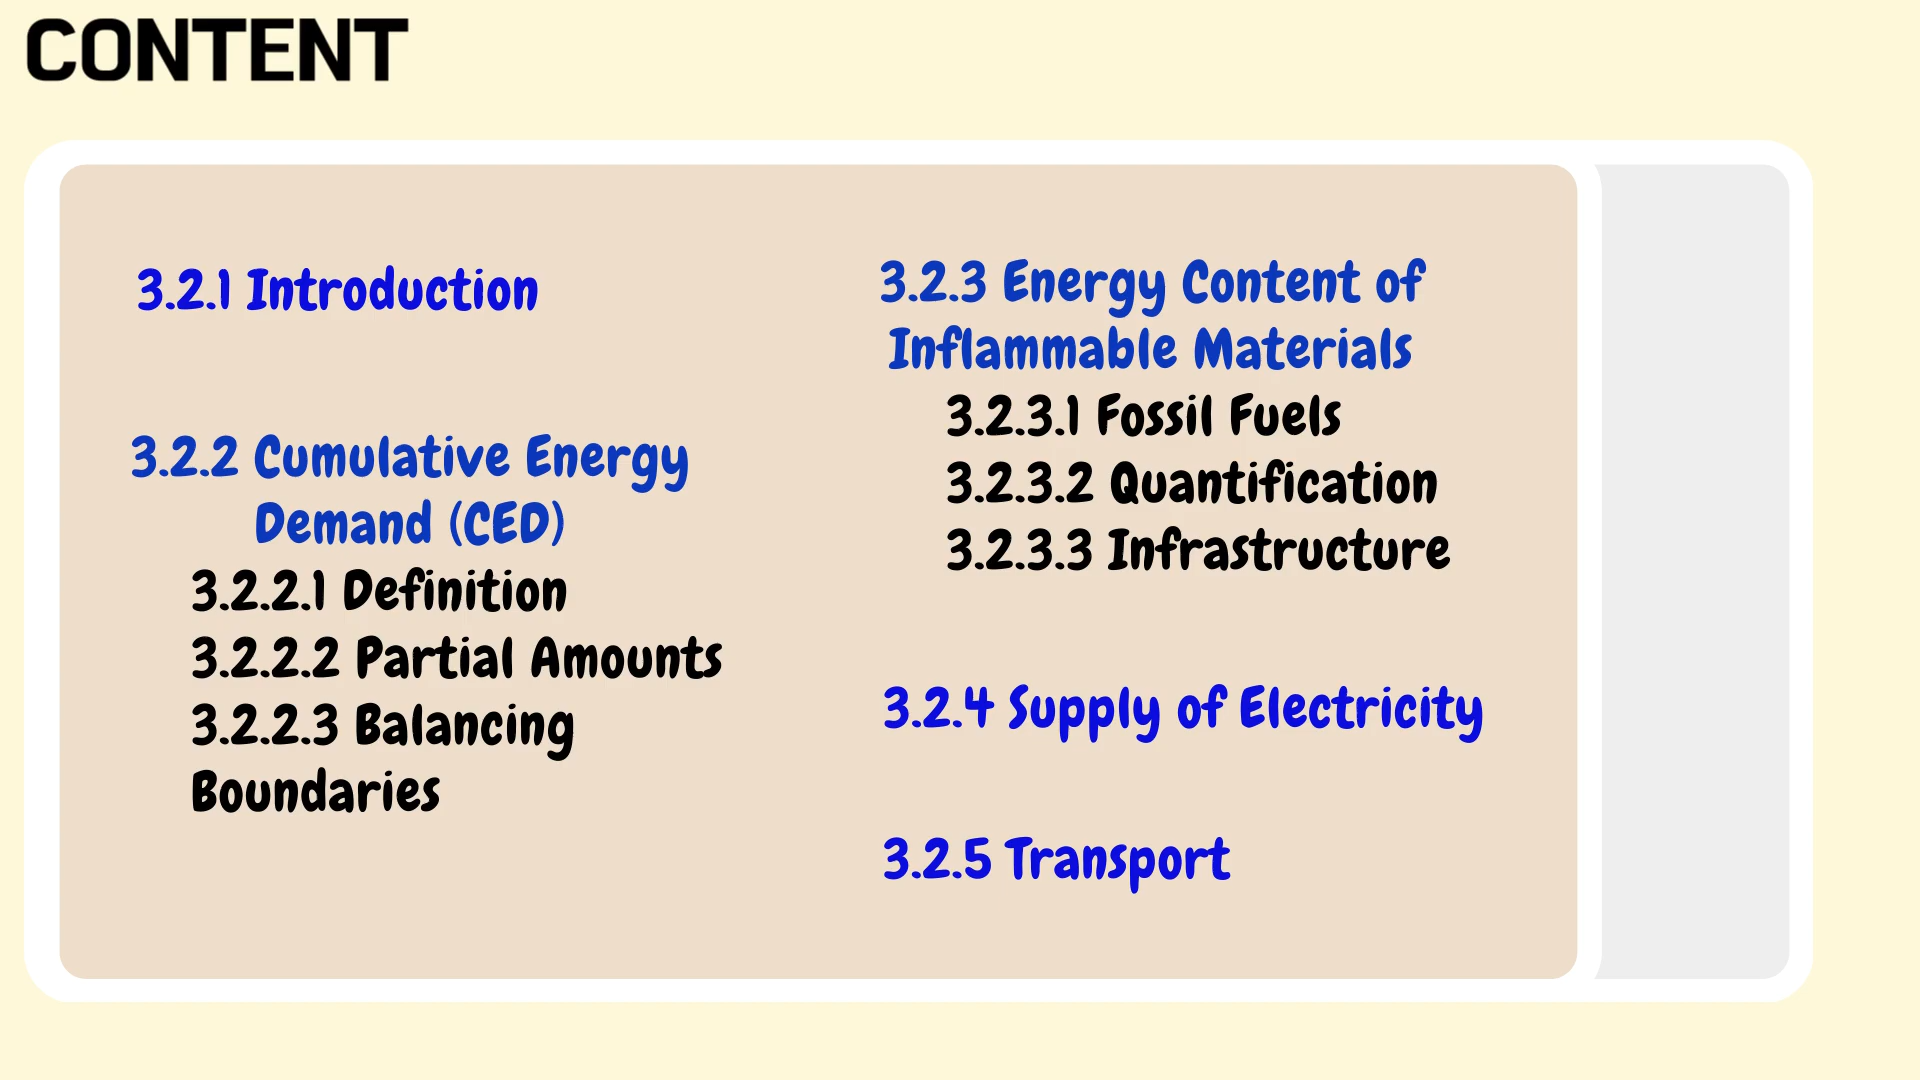 CONTENT
3.2.1 Introduction
3.2.2 Cumulative Energy
Demand (CED)
3.2.2.1 Definition
3.2.2.2 Partial Amounts
3.2.2.3 Balancing
Boundaries
3.2.3 Energy Content of
Inflammable Materials
3.2.3.1 Fossil Fuels
3.2.3.2 Quantification
3.2.3.3 Infrastructure
3.2.4 Supply of Electricity
3.2.5 Transport